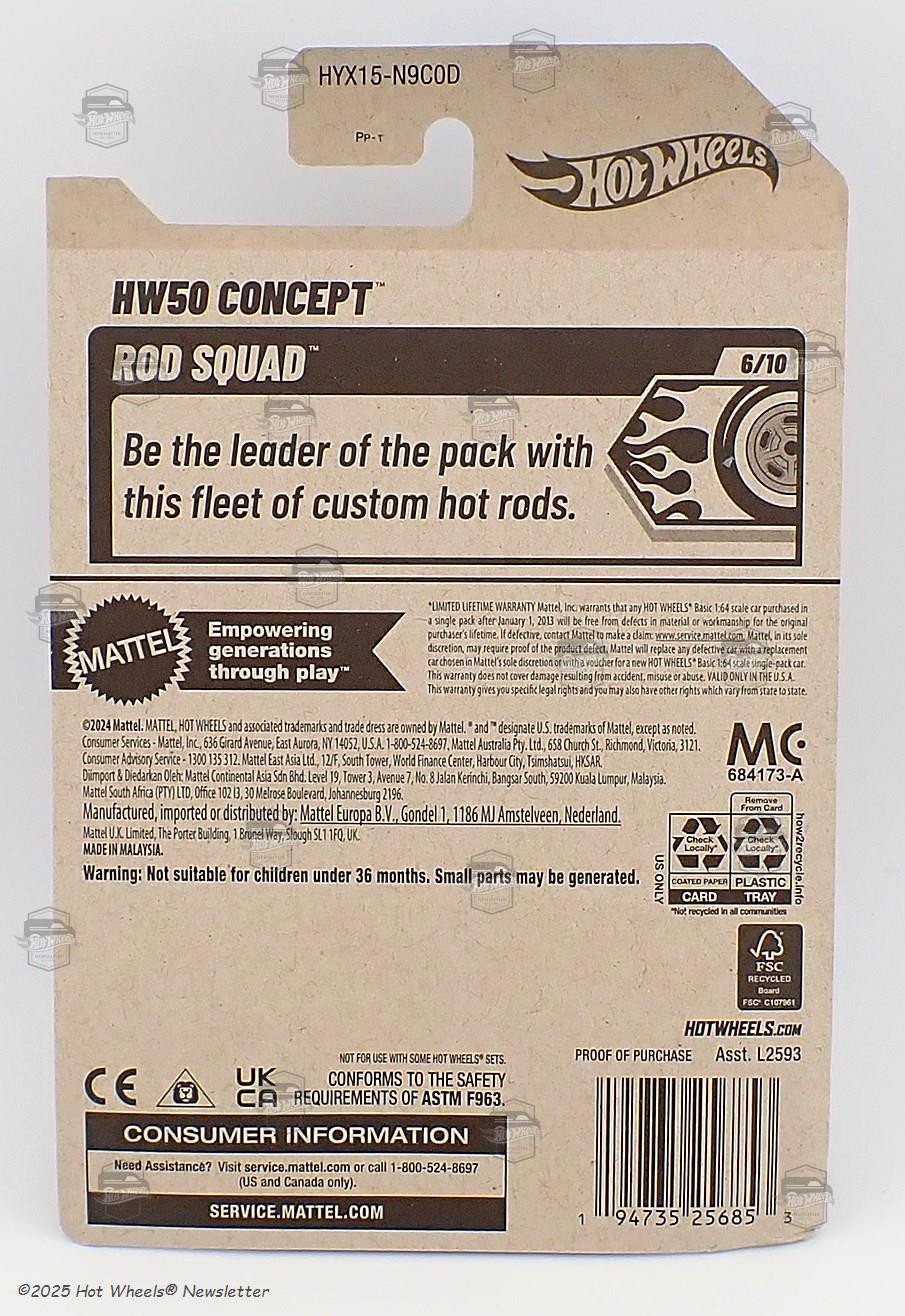 HYX15-N9C0D
PP-T
HOT WHEELS
HW50 CONCEPT™
ROD SQUAD™
6/10
Be the leader of the pack with
this fleet of custom hot rods.
MATTEL
Empowering
generations
through play™
*LIMITED LIFETIME WARRANTY Mattel, Inc. warrants that any HOT WHEELS® Basic 1:64 scale car purchased in
a single pack after January 1, 2013 will be free from defects in material or workmanship for the original
purchaser's lifetime. If defective, contact Mattel to make a claim: www.service.mattel.com. Mattel, in its sole
discretion, may require proof of the product defect. Mattel will replace any defective car with a replacement
car chosen in Mattel's sole discretion or with a voucher for a new HOT WHEELS® Basic 1:64 scale single-pack car.
This warranty does not cover damage resulting from accident, misuse or abuse. VALID ONLY IN THE U.S.A.
This warranty gives you specific legal rights and you may also have other rights which vary from state to state.
©2024 Mattel. MATTEL, HOT WHEELS and associated trademarks and trade dress are owned by Mattel. ® and ™ designate U.S. trademarks of Mattel, except as noted.
Consumer Services - Mattel, Inc., 636 Girard Avenue, East Aurora, NY 14052, U.S.A. 1-800-524-8697, Mattel Australia Pty. Ltd., 658 Church St., Richmond, Victoria, 3121.
Consumer Advisory Service - 1300 135 312. Mattel East Asia Ltd., 12/F, South Tower, World Finance Center, Harbour City, Tsimshatsui, HKSAR.
Diimport & Diedarkan Oleh: Mattel Continental Asia Sdn Bhd. Level 19, Tower 3, Avenue 7, No. 8 Jalan Kerinchi, Bangsar South, 59200 Kuala Lumpur, Malaysia.
Mattel South Africa (PTY) LTD, Office 102 I3, 30 Melrose Boulevard, Johannesburg 2196.
Manufactured, imported or distributed by: Mattel Europa B.V., Gondel 1, 1186 MJ Amstelveen, Nederland.
Mattel U.K. Limited, The Porter Building, 1 Brunel Way, Slough SL1 1FQ, UK.
MADE IN MALAYSIA.
Warning: Not suitable for children under 36 months. Small parts may be generated.
MC
684173-A
Remove
From Card
Check
Locally*
Check
Locally*
COATED PAPER
PLASTIC
CARD
TRAY
US ONLY
how2recycle.info
*Not recycled in all communities
FSC
RECYCLED
Board
FSC® C107961
HOTWHEELS.COM
PROOF OF PURCHASE Asst. L2593
NOT FOR USE WITH SOME HOT WHEELS® SETS.
CE
UK
CA
CONFORMS TO THE SAFETY
REQUIREMENTS OF ASTM F963.
CONSUMER INFORMATION
Need Assistance? Visit service.mattel.com or call 1-800-524-8697
(US and Canada only).
SERVICE.MATTEL.COM
1 94735 25685 3
©2025 Hot Wheels® Newsletter